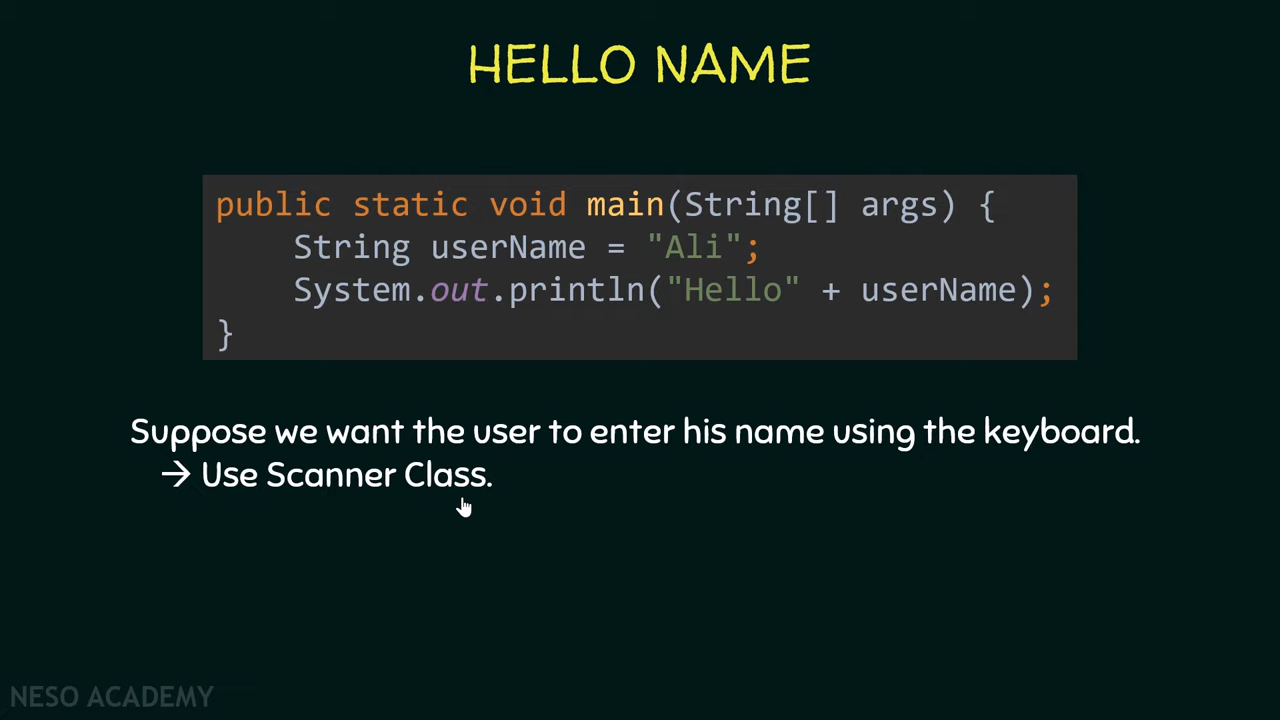 HELLO NAME
public static void main(String[] args) {
String userName = "Ali";
System.out.println("Hello" + userName);
}
Suppose we want the user to enter his name using the keyboard.
→ Use Scanner Class.
NESO ACADEMY